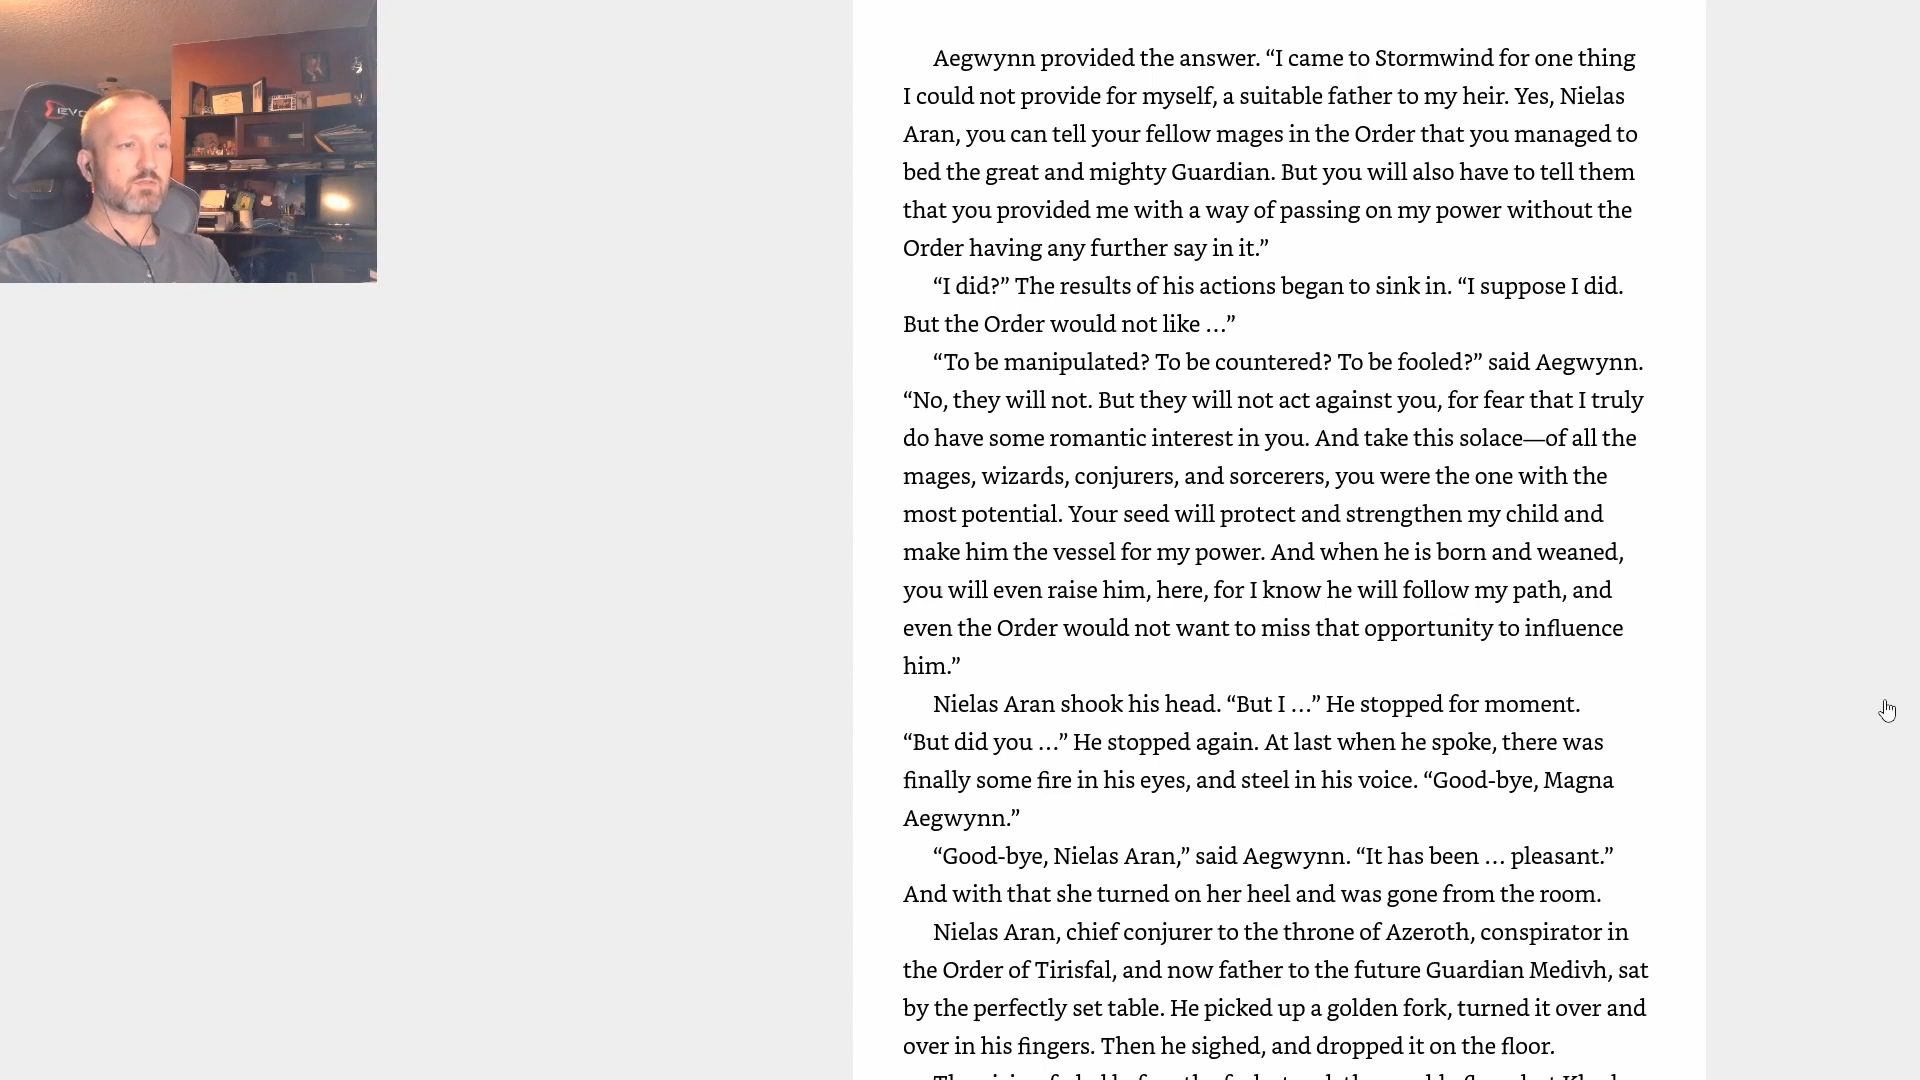 Aegwynn provided the answer. “I came to Stormwind for one thing
I could not provide for myself, a suitable father to my heir. Yes, Nielas
Aran, you can tell your fellow mages in the Order that you managed to
bed the great and mighty Guardian. But you will also have to tell them
that you provided me with a way of passing on my power without the
Order having any further say in it.”
“I did?” The results of his actions began to sink in. “I suppose I did.
But the Order would not like …”
“To be manipulated? To be countered? To be fooled?” said Aegwynn.
“No, they will not. But they will not act against you, for fear that I truly
do have some romantic interest in you. And take this solace—of all the
mages, wizards, conjurers, and sorcerers, you were the one with the
most potential. Your seed will protect and strengthen my child and
make him the vessel for my power. And when he is born and weaned,
you will even raise him, here, for I know he will follow my path, and
even the Order would not want to miss that opportunity to influence
him.”
Nielas Aran shook his head. “But I …” He stopped for moment.
“But did you …” He stopped again. At last when he spoke, there was
finally some fire in his eyes, and steel in his voice. “Good-bye, Magna
Aegwynn.”
“Good-bye, Nielas Aran,” said Aegwynn. “It has been … pleasant.”
And with that she turned on her heel and was gone from the room.
Nielas Aran, chief conjurer to the throne of Azeroth, conspirator in
the Order of Tirisfal, and now father to the future Guardian Medivh, sat
by the perfectly set table. He picked up a golden fork, turned it over and
over in his fingers. Then he sighed, and dropped it on the floor.